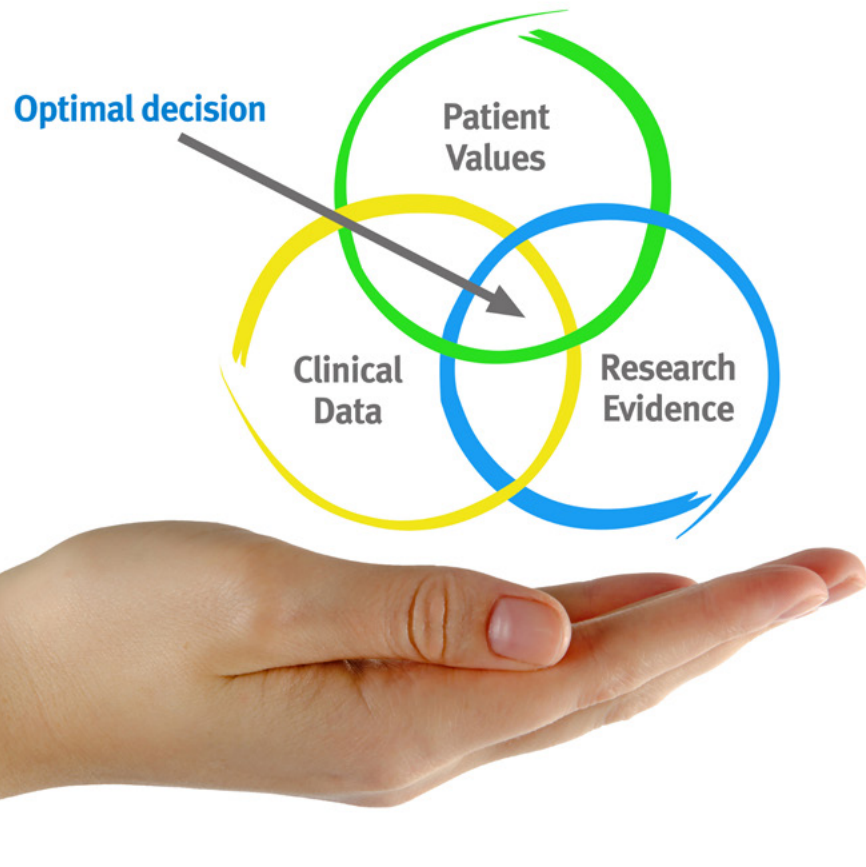 Optimal decision
Patient
Values
Clinical
Data
Research
Evidence